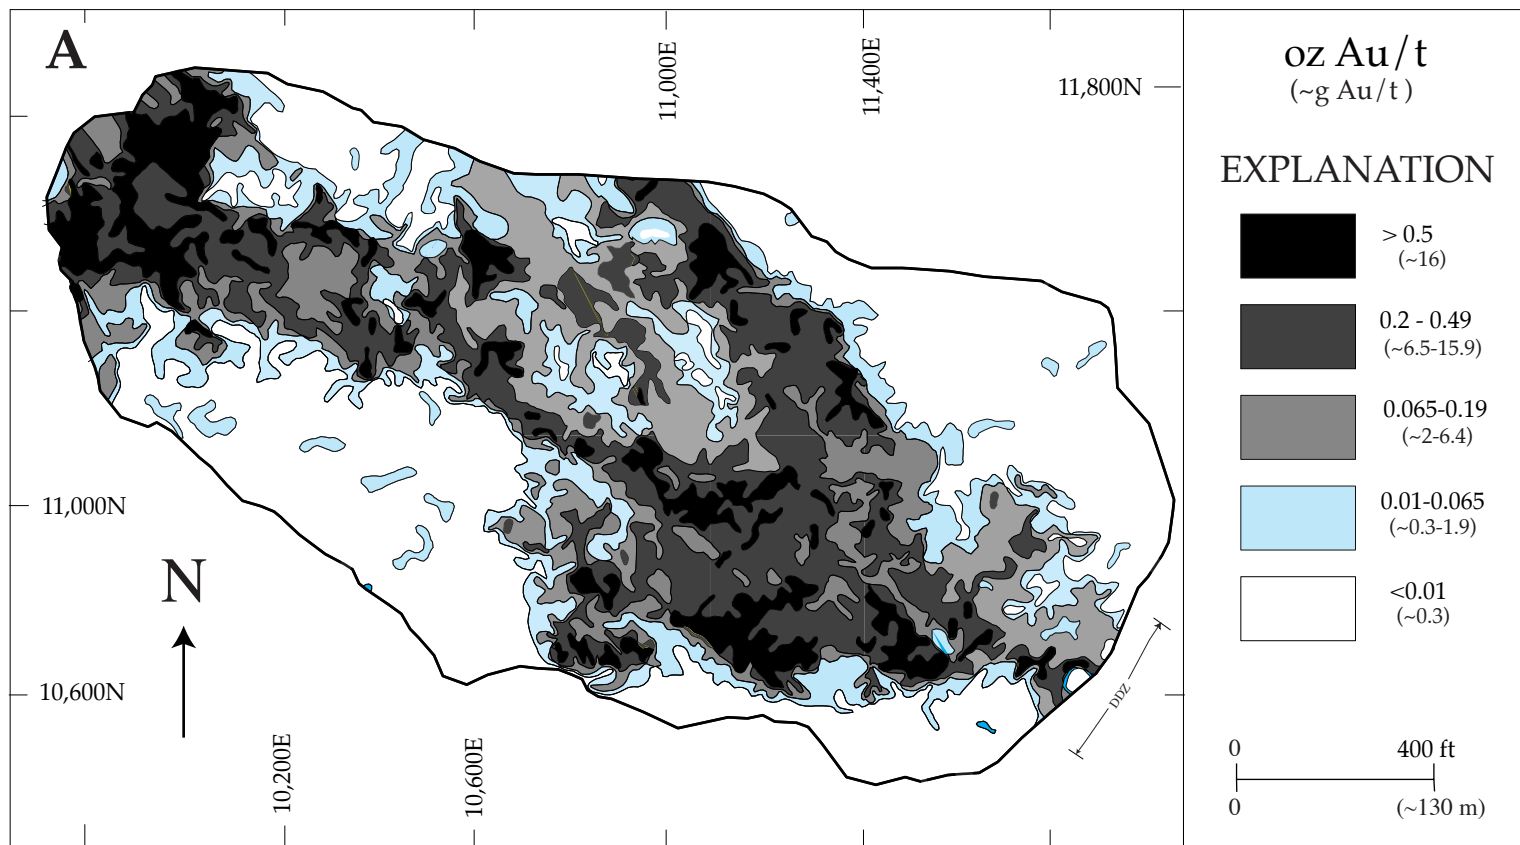 A
11,000E
11,400E
11,800N
11,000N
N
10,600N
10,200E
10,600E
DDZ
oz Au/t
(~g Au/t )
EXPLANATION
> 0.5
(~16)
0.2 - 0.49
(~6.5-15.9)
0.065-0.19
(~2-6.4)
0.01-0.065
(~0.3-1.9)
<0.01
(~0.3)
0 400 ft
0 (~130 m)